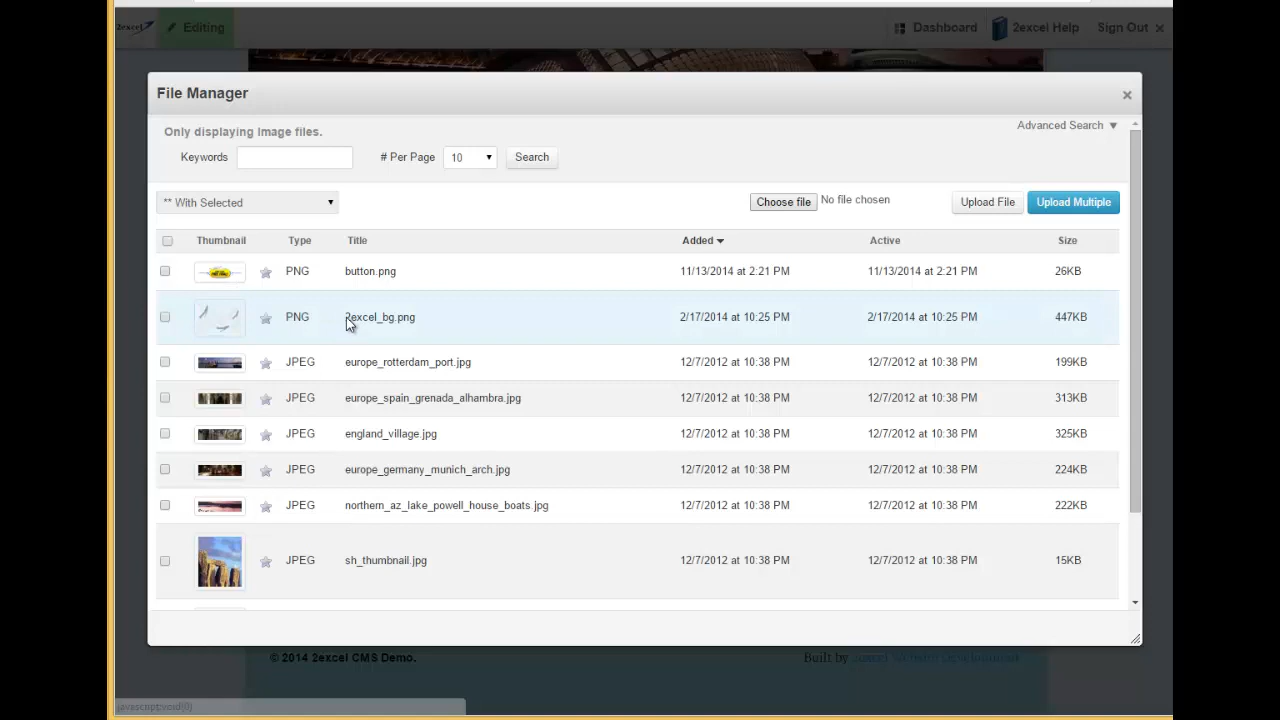 2excel Editing Dashboard 2excel Help Sign Out ×
File Manager ×
Only displaying Image files. Advanced Search ▼
Keywords # Per Page 10 Search
** With Selected Choose file No file chosen Upload File Upload Multiple
Thumbnail Type Title Added Active Size
PNG button.png 11/13/2014 at 2:21 PM 11/13/2014 at 2:21 PM 26KB
PNG 2excel_bg.png 2/17/2014 at 10:25 PM 2/17/2014 at 10:25 PM 447KB
JPEG europe_rotterdam_port.jpg 12/7/2012 at 10:38 PM 12/7/2012 at 10:38 PM 199KB
JPEG europe_spain_grenada_alhambra.jpg 12/7/2012 at 10:38 PM 12/7/2012 at 10:38 PM 313KB
JPEG england_village.jpg 12/7/2012 at 10:38 PM 12/7/2012 at 10:38 PM 325KB
JPEG europe_germany_munich_arch.jpg 12/7/2012 at 10:38 PM 12/7/2012 at 10:38 PM 224KB
JPEG northern_az_lake_powell_house_boats.jpg 12/7/2012 at 10:38 PM 12/7/2012 at 10:38 PM 222KB
JPEG sh_thumbnail.jpg 12/7/2012 at 10:38 PM 12/7/2012 at 10:38 PM 15KB
© 2014 2excel CMS Demo. Built by
javascript:void(0)